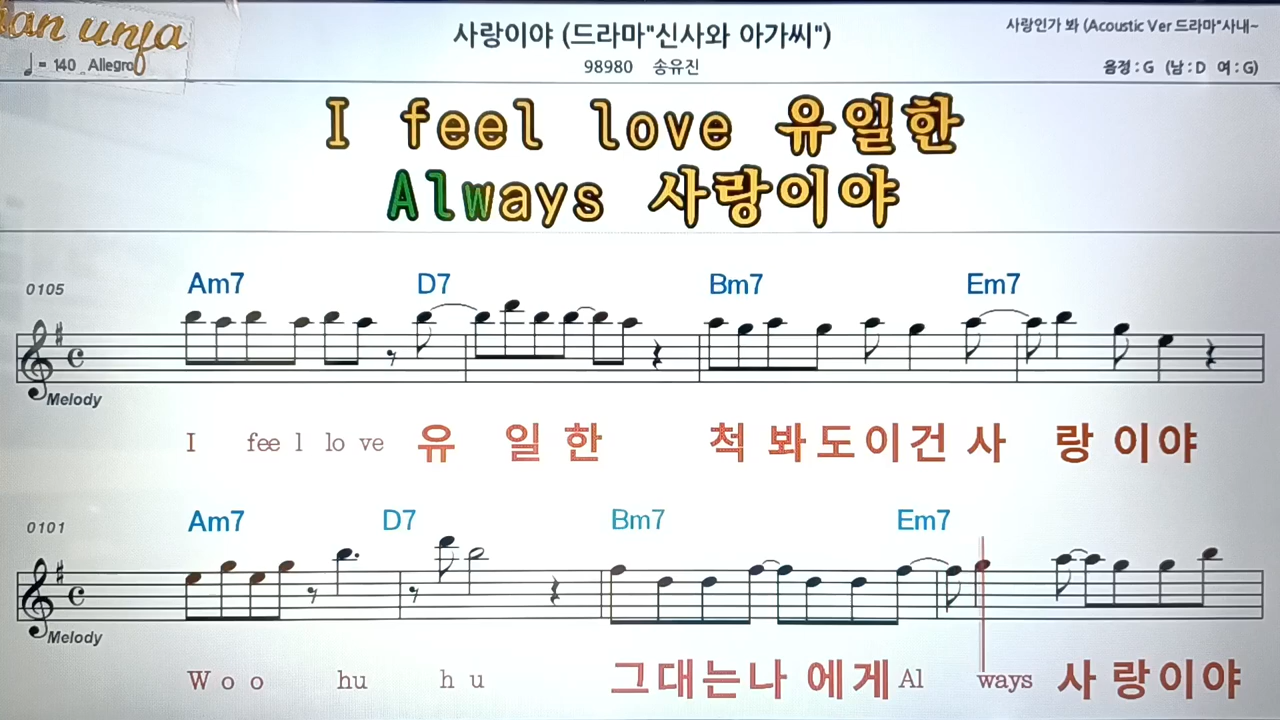 사랑이야 (드라마"신사와 아가씨")
사랑인가 봐 (Acoustic Ver 드라마"사내~
♩ = 140 Allegro
98980 송유진
음정 : G (남 : D 여 : G)
I feel love 유일한
Always 사랑이야
0105
Am7 D7 Bm7 Em7
Melody
I fee l lo ve 유 일 한 척 봐 도 이 건 사 랑 이 야
0101
Am7 D7 Bm7 Em7
Melody
W o o hu h u 그 대 는 나 에 게 Al ways 사 랑 이 야